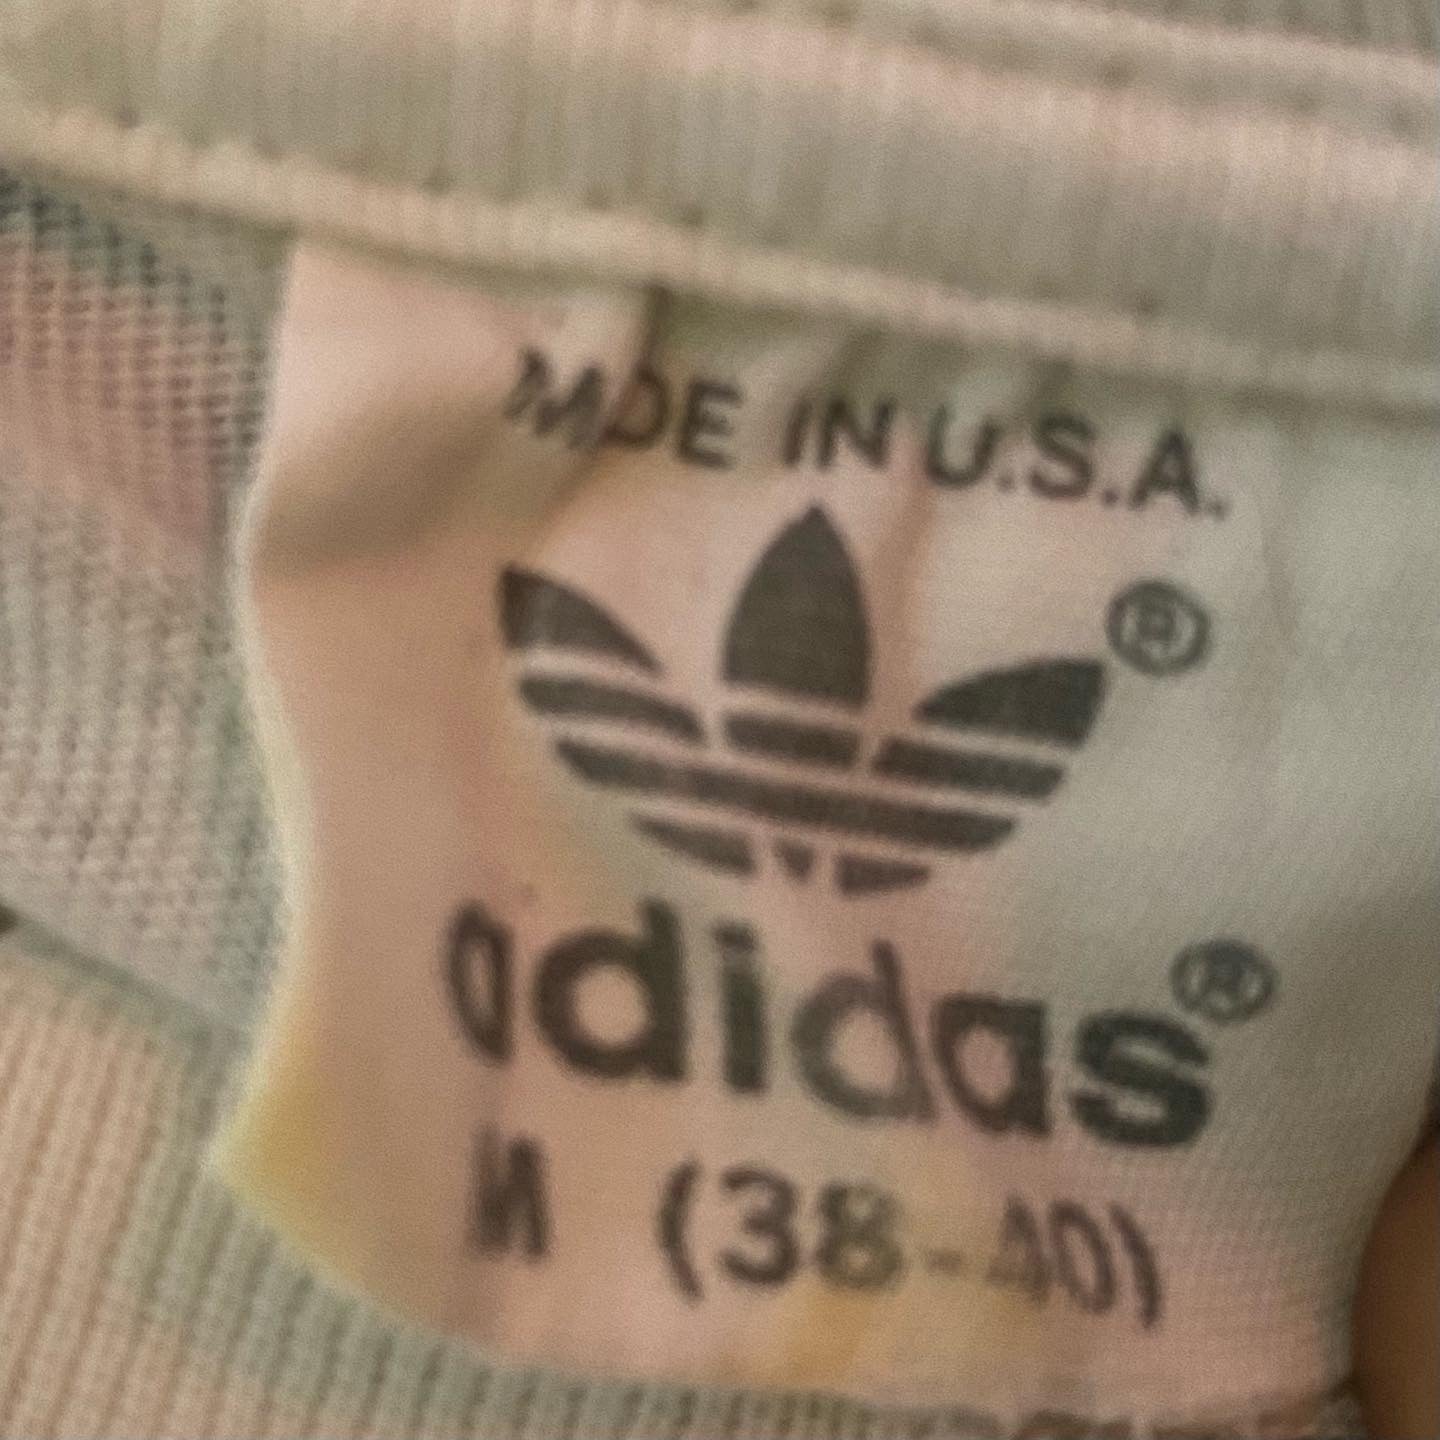 MADE IN U.S.A.
®
adidas®
M (38-40)